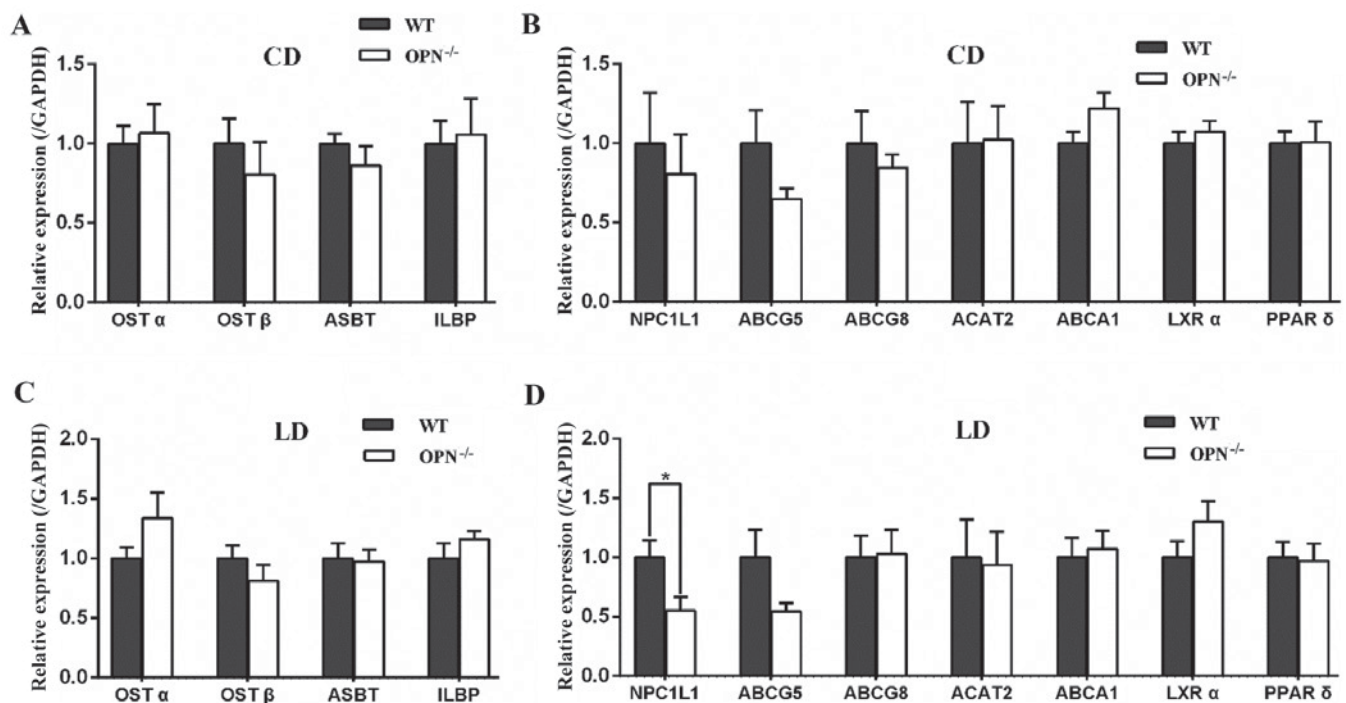 A
CD
WT
OPN-/-
Relative expression (/GAPDH)
1.5
1.0
0.5
0.0
OST α OST β ASBT ILBP
B
CD
WT
OPN-/-
Relative expression (/GAPDH)
1.5
1.0
0.5
0.0
NPC1L1 ABCG5 ABCG8 ACAT2 ABCA1 LXR α PPAR δ
C
LD
WT
OPN-/-
Relative expression (/GAPDH)
2.0
1.5
1.0
0.5
0.0
OST α OST β ASBT ILBP
D
LD
WT
OPN-/-
Relative expression (/GAPDH)
2.0
1.5
1.0
0.5
0.0
*
NPC1L1 ABCG5 ABCG8 ACAT2 ABCA1 LXR α PPAR δ